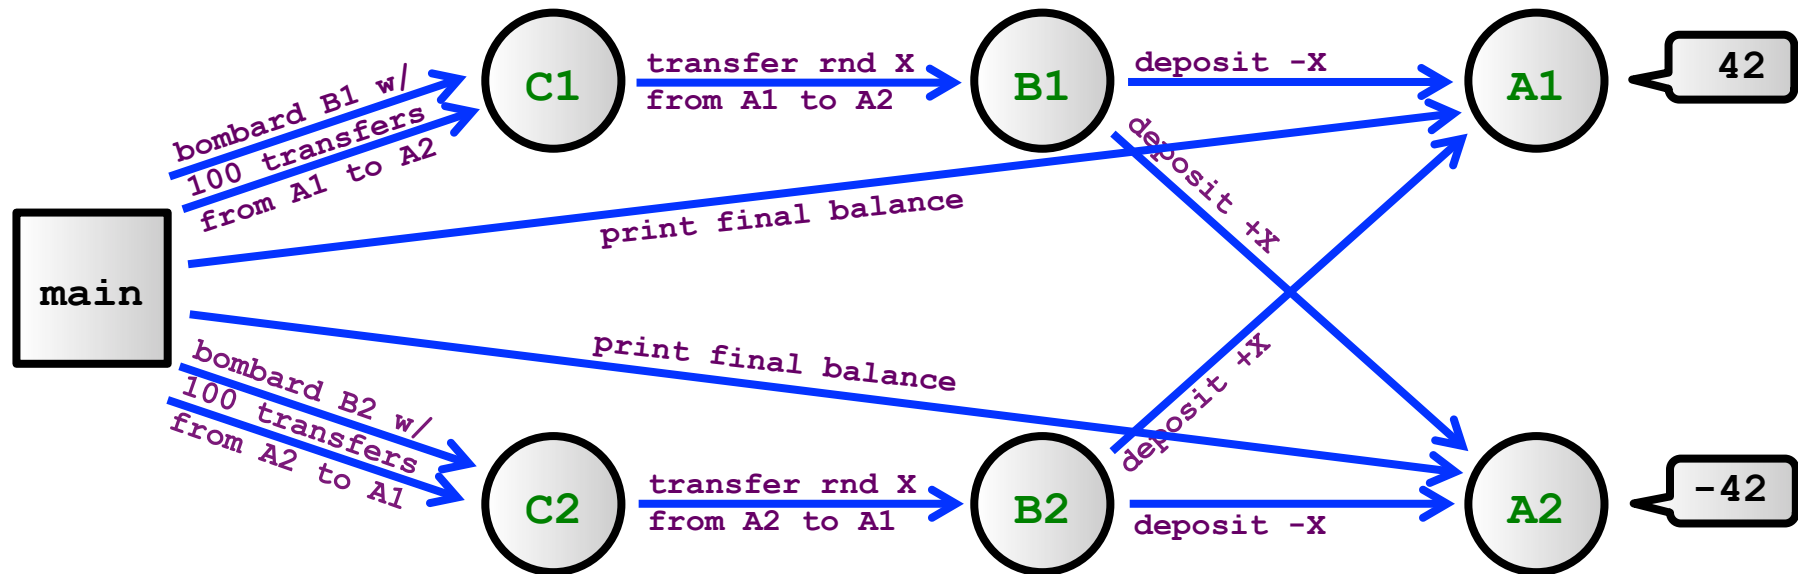 C1
transfer rnd X
from A1 to A2
B1
deposit -X
A1
42
bombard B1 w/
100 transfers
from A1 to A2
deposit +X
print final balance
main
print final balance
deposit +X
bombard B2 w/
100 transfers
from A2 to A1
C2
transfer rnd X
from A2 to A1
B2
deposit -X
A2
-42